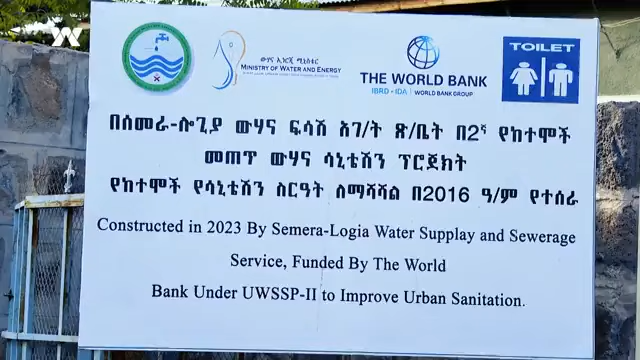 ውሃና ኢነርጂ ሚኒስቴር
MINISTRY OF WATER AND ENERGY
THE WORLD BANK
IBRD • IDA | WORLD BANK GROUP
TOILET
በሰመራ-ሎጊያ ውሃና ፍሳሽ አገ/ት ጽ/ቤት በ2ኛ የከተሞች
መጠጥ ውሃና ሳኒቴሽን ፕሮጀክት
የከተሞች የሳኒቴሽን ስርዓት ለማሻሻል በ2016 ዓ/ም የተሰራ
Constructed in 2023 By Semera-Logia Water Supplay and Sewerage
Service, Funded By The World
Bank Under UWSSP-II to Improve Urban Sanitation.